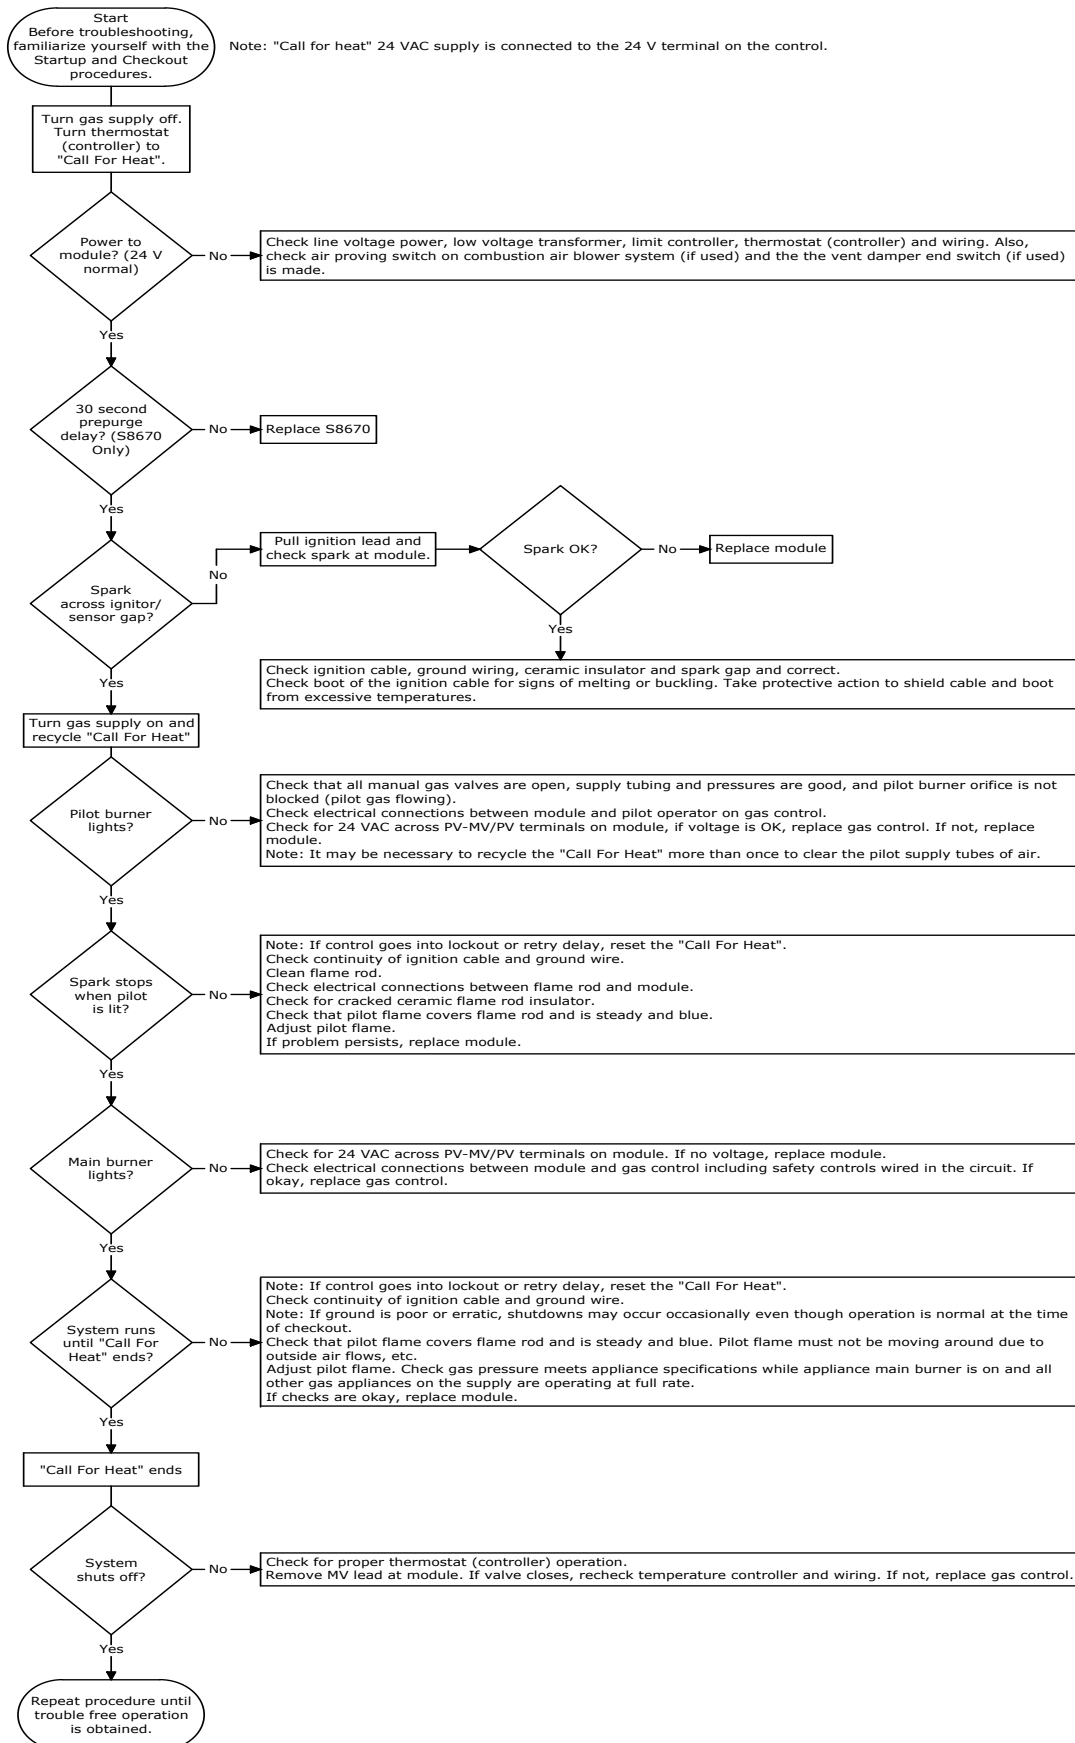 Start
Before troubleshooting,
familiarize yourself with the
Startup and Checkout
procedures.
Note: "Call for heat" 24 VAC supply is connected to the 24 V terminal on the control.
Turn gas supply off.
Turn thermostat
(controller) to
"Call For Heat".
Power to
module? (24 V
normal)
No
Check line voltage power, low voltage transformer, limit controller, thermostat (controller) and wiring. Also,
check air proving switch on combustion air blower system (if used) and the the vent damper end switch (if used)
is made.
Yes
30 second
prepurge
delay? (S8670
Only)
No
Replace S8670
Yes
Spark
across ignitor/
sensor gap?
No
Pull ignition lead and
check spark at module.
Spark OK?
No
Replace module
Yes
Check ignition cable, ground wiring, ceramic insulator and spark gap and correct.
Check boot of the ignition cable for signs of melting or buckling. Take protective action to shield cable and boot
from excessive temperatures.
Yes
Turn gas supply on and
recycle "Call For Heat"
Pilot burner
lights?
No
Check that all manual gas valves are open, supply tubing and pressures are good, and pilot burner orifice is not
blocked (pilot gas flowing).
Check electrical connections between module and pilot operator on gas control.
Check for 24 VAC across PV-MV/PV terminals on module, if voltage is OK, replace gas control. If not, replace
module.
Note: It may be necessary to recycle the "Call For Heat" more than once to clear the pilot supply tubes of air.
Yes
Spark stops
when pilot
is lit?
No
Note: If control goes into lockout or retry delay, reset the "Call For Heat".
Check continuity of ignition cable and ground wire.
Clean flame rod.
Check electrical connections between flame rod and module.
Check for cracked ceramic flame rod insulator.
Check that pilot flame covers flame rod and is steady and blue.
Adjust pilot flame.
If problem persists, replace module.
Yes
Main burner
lights?
No
Check for 24 VAC across PV-MV/PV terminals on module. If no voltage, replace module.
Check electrical connections between module and gas control including safety controls wired in the circuit. If
okay, replace gas control.
Yes
System runs
until "Call For
Heat" ends?
No
Note: If control goes into lockout or retry delay, reset the "Call For Heat".
Check continuity of ignition cable and ground wire.
Note: If ground is poor or erratic, shutdowns may occur occasionally even though operation is normal at the time
of checkout.
Check that pilot flame covers flame rod and is steady and blue. Pilot flame must not be moving around due to
outside air flows, etc.
Adjust pilot flame. Check gas pressure meets appliance specifications while appliance main burner is on and all
other gas appliances on the supply are operating at full rate.
If checks are okay, replace module.
Yes
"Call For Heat" ends
System
shuts off?
No
Check for proper thermostat (controller) operation.
Remove MV lead at module. If valve closes, recheck temperature controller and wiring. If not, replace gas control.
Yes
Repeat procedure until
trouble free operation
is obtained.